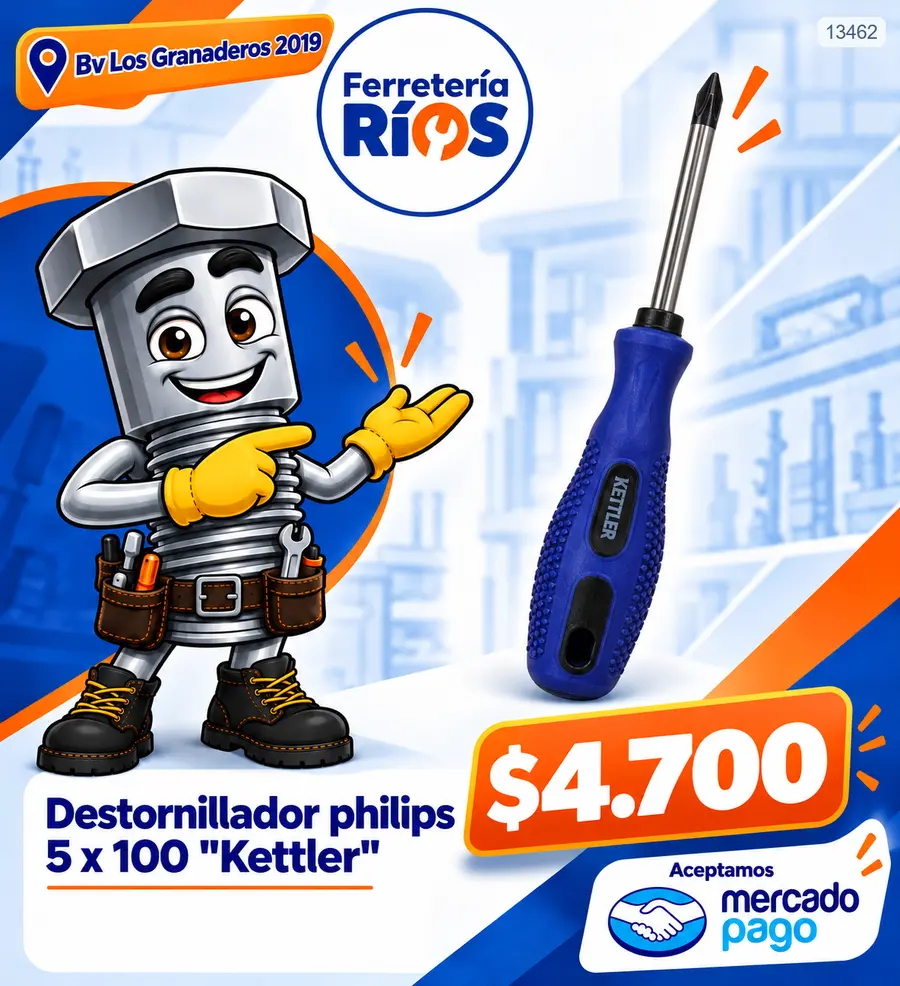 Bv Los Granaderos 2019
Ferretería
RÍOS
13462
KETTLER
$4.700
Destornillador philips
5 x 100 "Kettler"
Aceptamos
mercado
pago